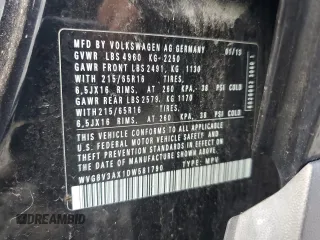 MFD BY VOLKSWAGEN AG GERMANY 01/13
GVWR LBS 4960 KG-2250
GAWR FRONT LBS 2491, KG 1130
WITH 215/65R16 TIRES,
6,5JX16 RIMS, AT 260 KPA,- 38 PSI COLD
GAWR REAR LBS 2579, KG 1170
WITH 215/65R16 TIRES,
6,5JX16 RIMS, AT 260 KPA,- 38 PSI COLD
THIS VEHICLE CONFORMS TO ALL APPLICABLE
U.S. FEDERAL MOTOR VEHICLE SAFETY
STANDARDS IN EFFECT ON THE DATE OF
MANUFACTURE SHOWN ABOVE.
TYPE: MPV
DREAMBID